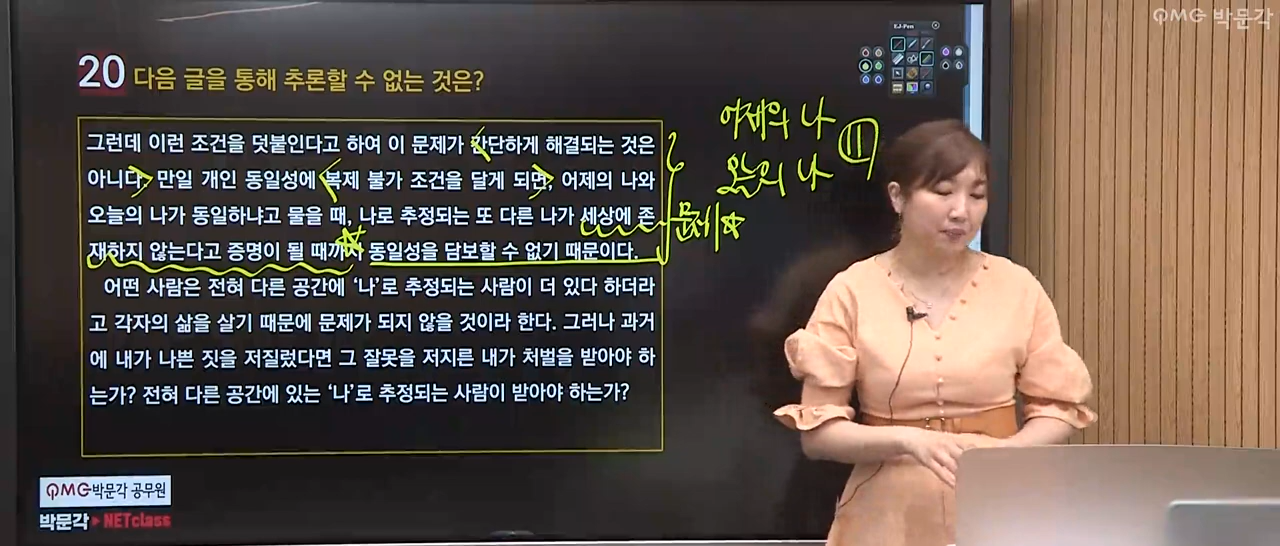 QMG 박문각
EJ-Pen
20 다음 글을 통해 추론할 수 없는 것은?
그런데 이런 조건을 덧붙인다고 하여 이 문제가 간단하게 해결되는 것은
아니다. 만일 개인 동일성에 복제 불가 조건을 달게 되면, 어제의 나와
오늘의 나가 동일하냐고 물을 때, 나로 추정되는 또 다른 나가 세상에 존
재하지 않는다고 증명이 될 때까지 동일성을 담보할 수 없기 때문이다.
어떤 사람은 전혀 다른 공간에 ‘나’로 추정되는 사람이 더 있다 하더라
고 각자의 삶을 살기 때문에 문제가 되지 않을 것이라 한다. 그러나 과거
에 내가 나쁜 짓을 저질렀다면 그 잘못을 저지른 내가 처벌을 받아야 하
는가? 전혀 다른 공간에 있는 ‘나’로 추정되는 사람이 받아야 하는가?
어제의 나
오늘의 나
문제
QMG 박문각 공무원
박문각 NETclass